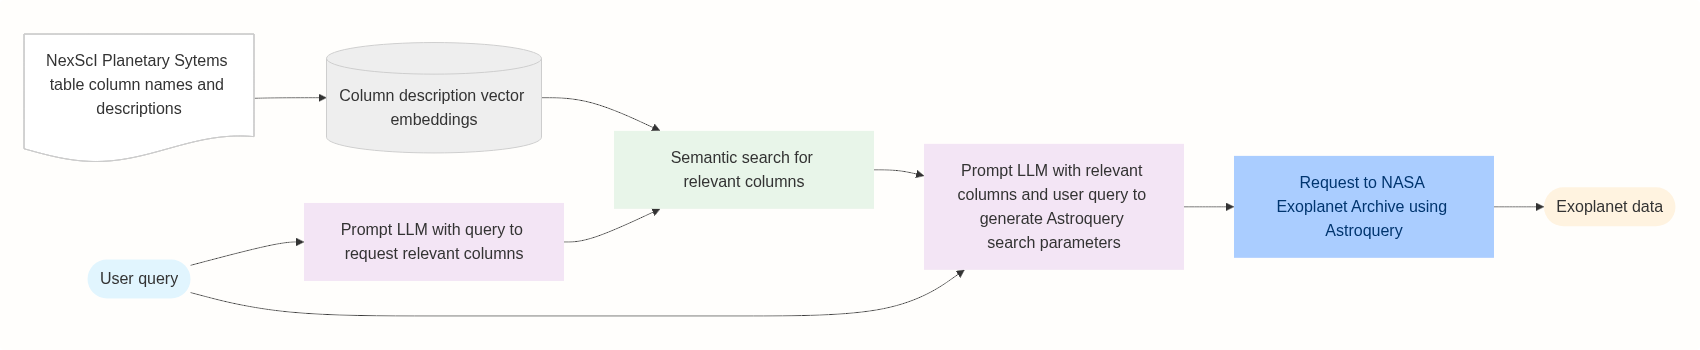 NexScI Planetary Sytems
table column names and
descriptions
Column description vector
embeddings
Semantic search for
relevant columns
Prompt LLM with query to
request relevant columns
User query
Prompt LLM with relevant
columns and user query to
generate Astroquery
search parameters
Request to NASA
Exoplanet Archive using
Astroquery
Exoplanet data